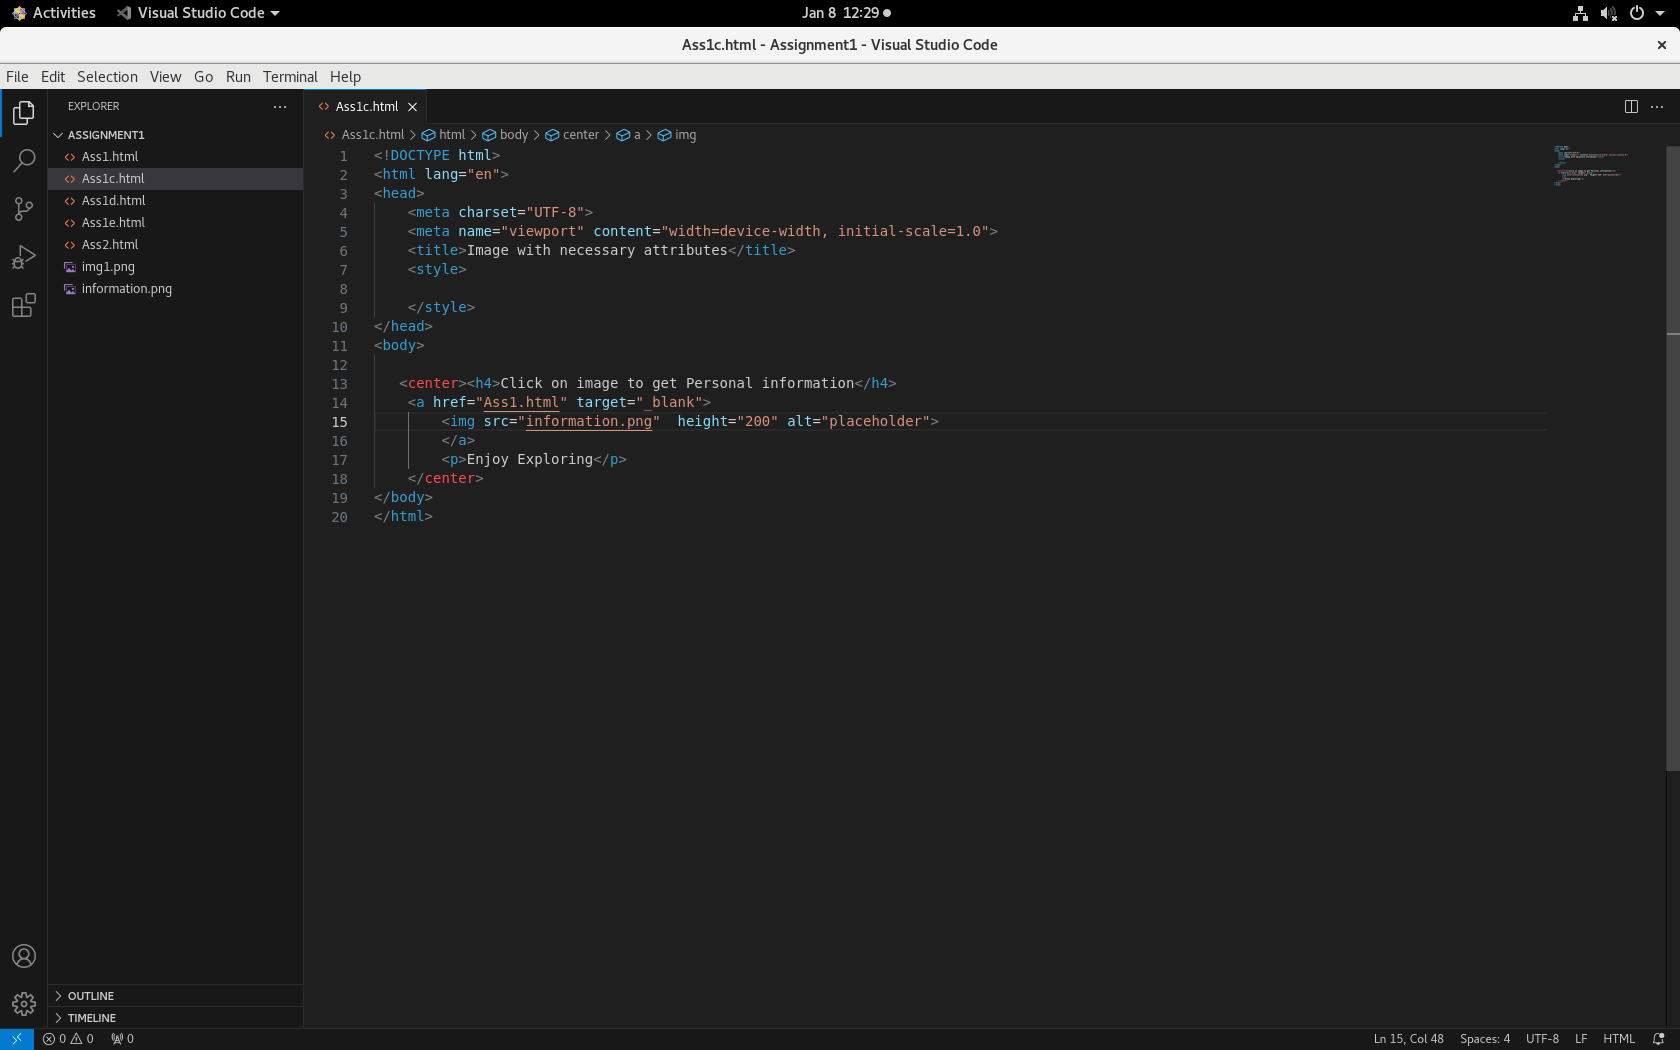 Activities Visual Studio Code Jan 8 12:29
Ass1c.html - Assignment1 - Visual Studio Code
File Edit Selection View Go Run Terminal Help
EXPLORER
ASSIGNMENT1
Ass1.html
Ass1c.html
Ass1d.html
Ass1e.html
Ass2.html
img1.png
information.png
OUTLINE
TIMELINE
Ass1c.html
Ass1c.html > html > body > center > a > img
1 <!DOCTYPE html>
2 <html lang="en">
3 <head>
4     <meta charset="UTF-8">
5     <meta name="viewport" content="width=device-width, initial-scale=1.0">
6     <title>Image with necessary attributes</title>
7     <style>
8
9     </style>
10 </head>
11 <body>
12
13    <center><h4>Click on image to get Personal information</h4>
14     <a href="Ass1.html" target="_blank">
15         <img src="information.png"  height="200" alt="placeholder">
16         </a>
17         <p>Enjoy Exploring</p>
18     </center>
19 </body>
20 </html>
0 0 0 Ln 15, Col 48 Spaces: 4 UTF-8 LF HTML